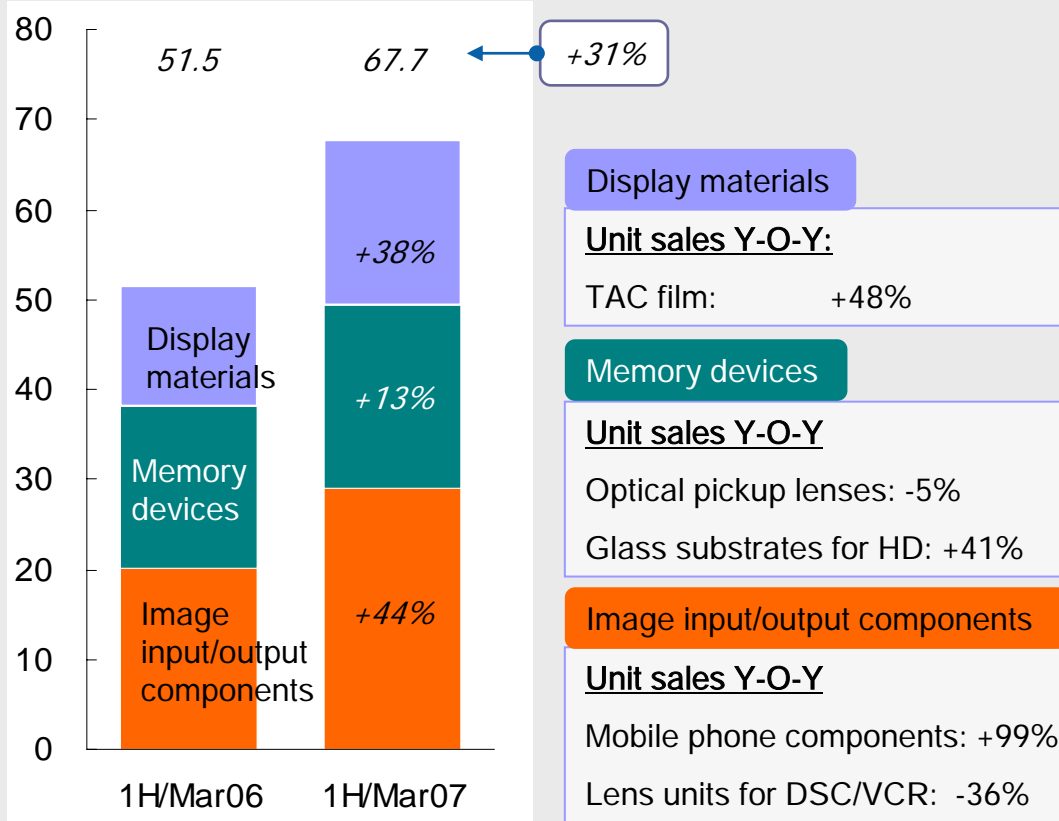 80
70
60
50
40
30
20
10
0
51.5
67.7
+31%
Display
materials
Memory
devices
Image
input/output
components
+38%
+13%
+44%
1H/Mar06
1H/Mar07
Display materials
Unit sales Y-O-Y:
TAC film: +48%
Memory devices
Unit sales Y-O-Y
Optical pickup lenses: -5%
Glass substrates for HD: +41%
Image input/output components
Unit sales Y-O-Y
Mobile phone components: +99%
Lens units for DSC/VCR: -36%